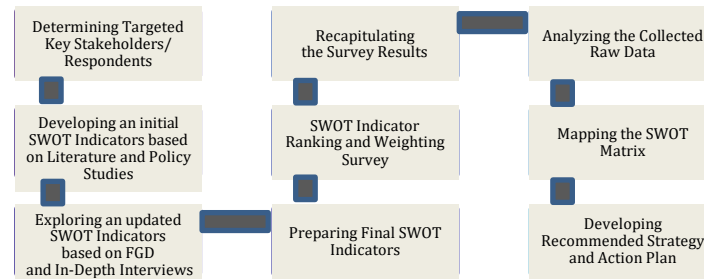 Determining Targeted
Key Stakeholders/
Respondents
Developing an initial
SWOT Indicators based
on Literature and Policy
Studies
Exploring an updated
SWOT Indicators
based on FGD
and In-Depth Interviews
Preparing Final SWOT
Indicators
SWOT Indicator
Ranking and Weighting
Survey
Recapitulating
the Survey Results
Analyzing the Collected
Raw Data
Mapping the SWOT
Matrix
Developing
Recommended Strategy
and Action Plan